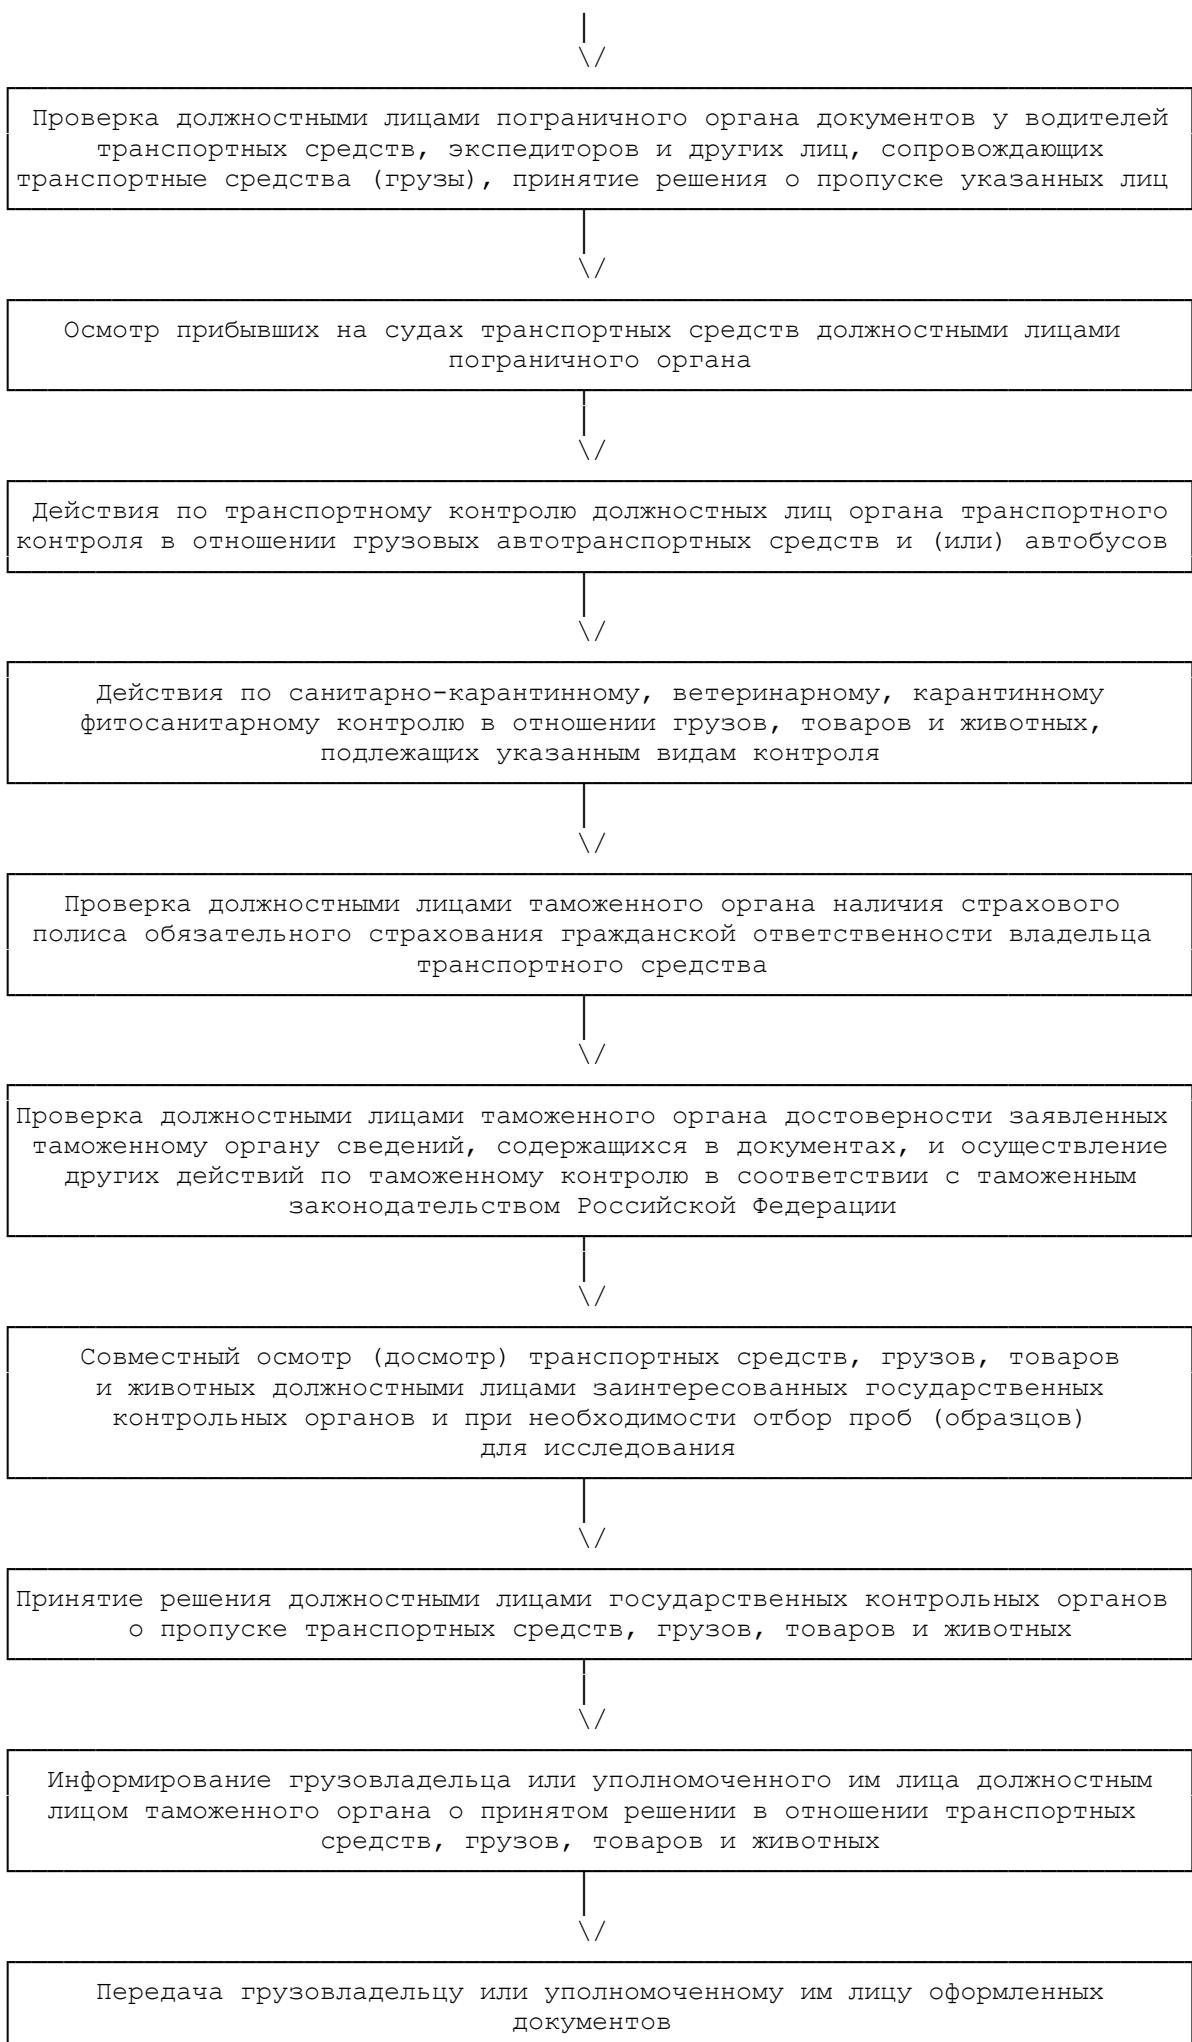 Проверка должностными лицами пограничного органа документов у водителей
транспортных средств, экспедиторов и других лиц, сопровождающих
транспортные средства (грузы), принятие решения о пропуске указанных лиц
Осмотр прибывших на судах транспортных средств должностными лицами
пограничного органа
Действия по транспортному контролю должностных лиц органа транспортного
контроля в отношении грузовых автотранспортных средств и (или) автобусов
Действия по санитарно-карантинному, ветеринарному, карантинному
фитосанитарному контролю в отношении грузов, товаров и животных,
подлежащих указанным видам контроля
Проверка должностными лицами таможенного органа наличия страхового
полиса обязательного страхования гражданской ответственности владельца
транспортного средства
Проверка должностными лицами таможенного органа достоверности заявленных
таможенному органу сведений, содержащихся в документах, и осуществление
других действий по таможенному контролю в соответствии с таможенным
законодательством Российской Федерации
Совместный осмотр (досмотр) транспортных средств, грузов, товаров
и животных должностными лицами заинтересованных государственных
контрольных органов и при необходимости отбор проб (образцов)
для исследования
Принятие решения должностными лицами государственных контрольных органов
о пропуске транспортных средств, грузов, товаров и животных
Информирование грузовладельца или уполномоченного им лица должностным
лицом таможенного органа о принятом решении в отношении транспортных
средств, грузов, товаров и животных
Передача грузовладельцу или уполномоченному им лицу оформленных
документов